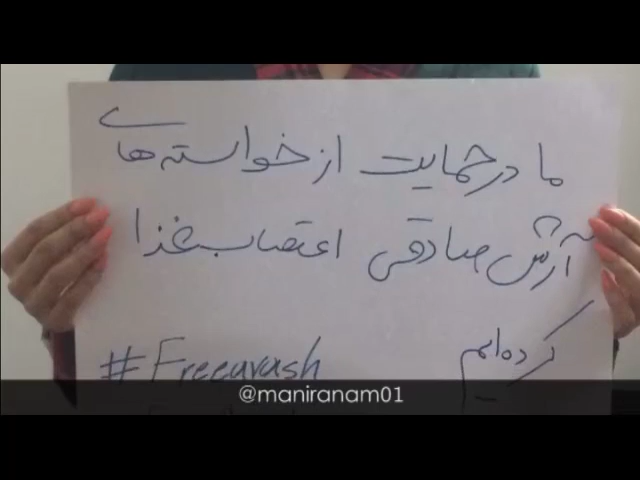 ما در حمایت از خواسته های
آرش صادقی اعتصاب غذا
کرده ایم
#Freearash
@maniranam01